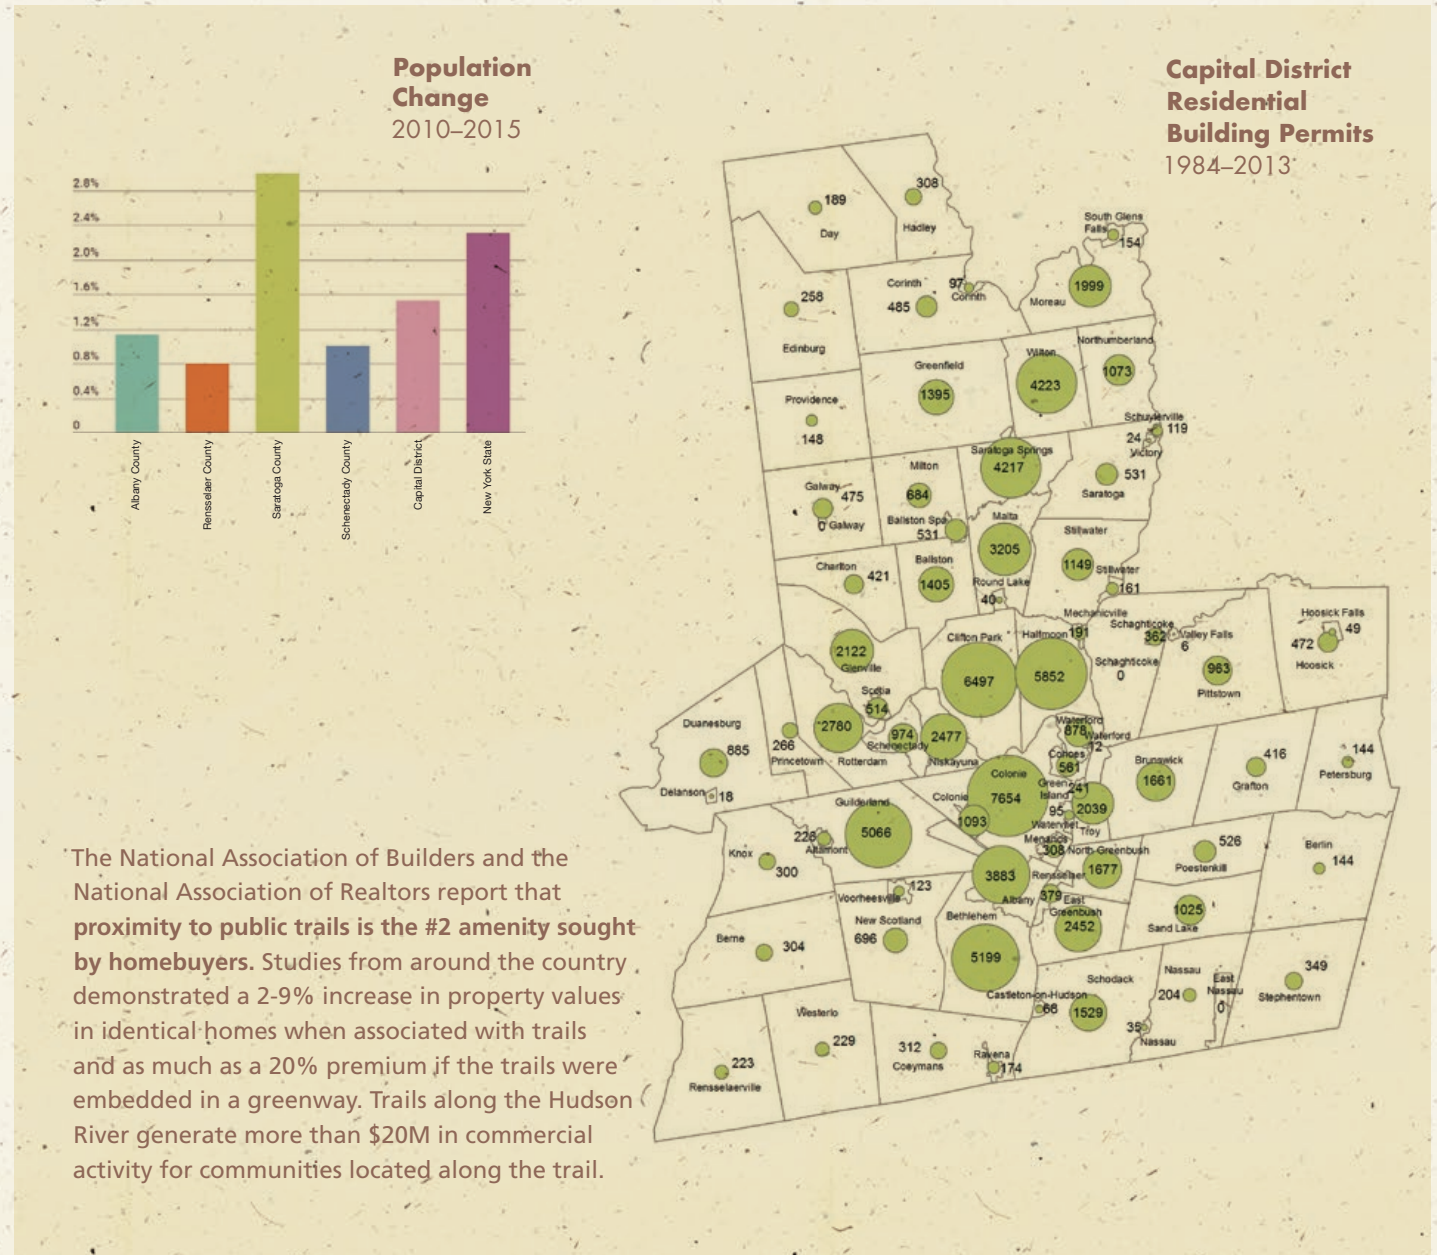 Population
Change
2010–2015
2.8%
2.4%
2.0%
1.6%
1.2%
0.8%
0.4%
0
Albany County
Rensselaer County
Saratoga County
Schenectady County
Capital District
New York State
Capital District
Residential
Building Permits
1984–2013
189
Day
308
Hadley
South Glens
Falls
154
1999
Moreau
258
Edinburg
Corinth
485
97
Corinth
Greenfield
1395
Wilton
4223
Northumberland
1073
Providence
148
Schuylerville
119
24
Victory
531
Saratoga
Saratoga Springs
4217
Milton
684
Galway
475
0 Galway
Ballston Spa
531
Malta
3205
Stillwater
1149
Stillwater
161
Charlton
421
Ballston
1405
Round Lake
40
Mechanicville
191
Schaghticoke
362
Valley Falls
6
Schaghticoke
0
Hoosick Falls
49
472
Hoosick
963
Pittstown
Clifton Park
6497
Halfmoon
5852
2122
Glenville
Scotia
514
2780
Rotterdam
974
Schenectady
2477
Niskayuna
Duanesburg
885
Delanson
18
266
Princetown
Waterford
878
Waterford
12
Cohoes
561
Green
Island
241
95
Watervliet
2039
Troy
Brunswick
1661
416
Grafton
144
Petersburg
Colonie
7654
Colonie
1093
Guilderland
5066
226
Altamont
Knox
300
Menands
308
North Greenbush
1677
526
Poestenkill
Berlin
144
3883
Albany
Rensselaer
379
East
Greenbush
2452
1025
Sand Lake
123
Voorheesville
New Scotland
696
Bethlehem
5199
Berne
304
Castleton-on-Hudson
68
Schodack
1529
Nassau
204
East
Nassau
0
349
Stephentown
35
Nassau
Westerlo
229
312
Coeymans
Ravena
174
223
Rensselaerville
The National Association of Builders and the
National Association of Realtors report that
proximity to public trails is the #2 amenity sought
by homebuyers. Studies from around the country
demonstrated a 2-9% increase in property values
in identical homes when associated with trails
and as much as a 20% premium if the trails were
embedded in a greenway. Trails along the Hudson
River generate more than $20M in commercial
activity for communities located along the trail.